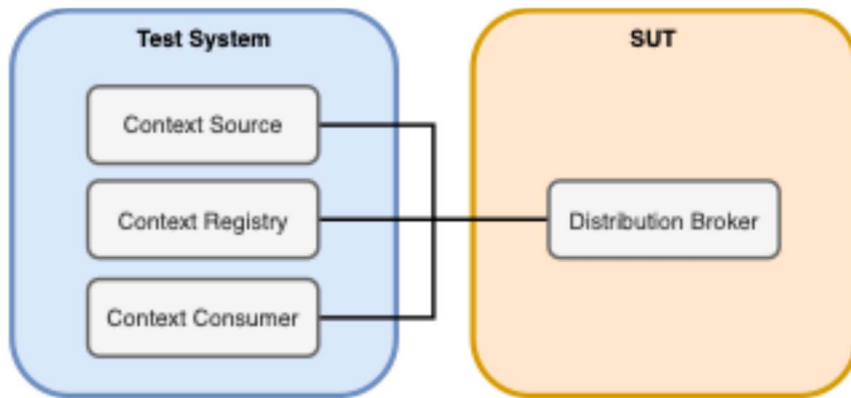 Test System
Context Source
Context Registry
Context Consumer
SUT
Distribution Broker